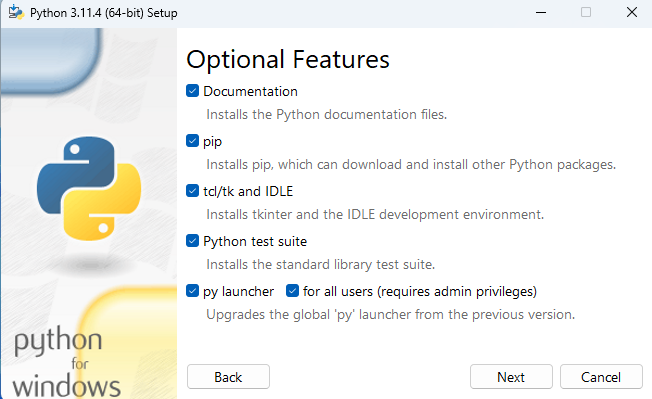 Python 3.11.4 (64-bit) Setup
Optional Features
Documentation
Installs the Python documentation files.
pip
Installs pip, which can download and install other Python packages.
tcl/tk and IDLE
Installs tkinter and the IDLE development environment.
Python test suite
Installs the standard library test suite.
py launcher for all users (requires admin privileges)
Upgrades the global 'py' launcher from the previous version.
python
for
windows
Back Next Cancel